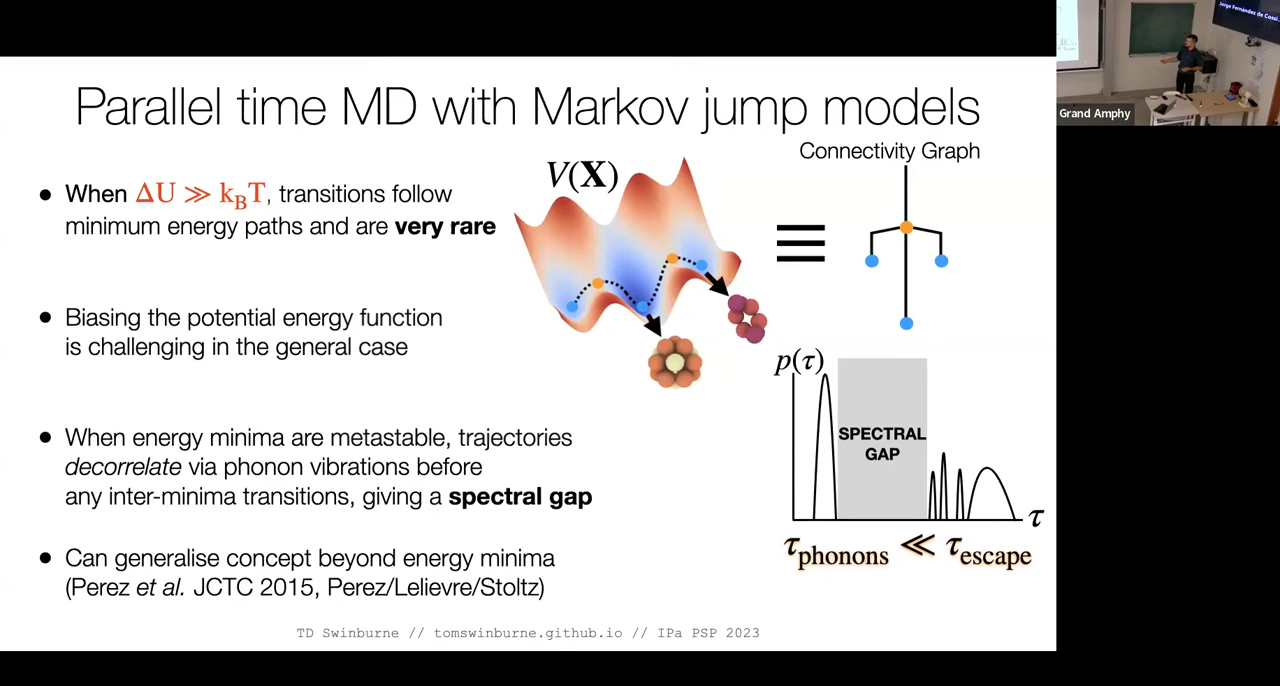 Parallel time MD with Markov jump models
Connectivity Graph
V(X)
● When ΔU ≫ k_BT, transitions follow
minimum energy paths and are very rare
● Biasing the potential energy function
is challenging in the general case
p(τ)
SPECTRAL
GAP
τ
● When energy minima are metastable, trajectories
decorrelate via phonon vibrations before
any inter-minima transitions, giving a spectral gap
τ_phonons ≪ τ_escape
● Can generalise concept beyond energy minima
(Perez et al. JCTC 2015, Perez/Lelievre/Stoltz)
TD Swinburne // tomswinburne.github.io // IPa PSP 2023
Jorge Fernández de Cossi
Grand Amphy